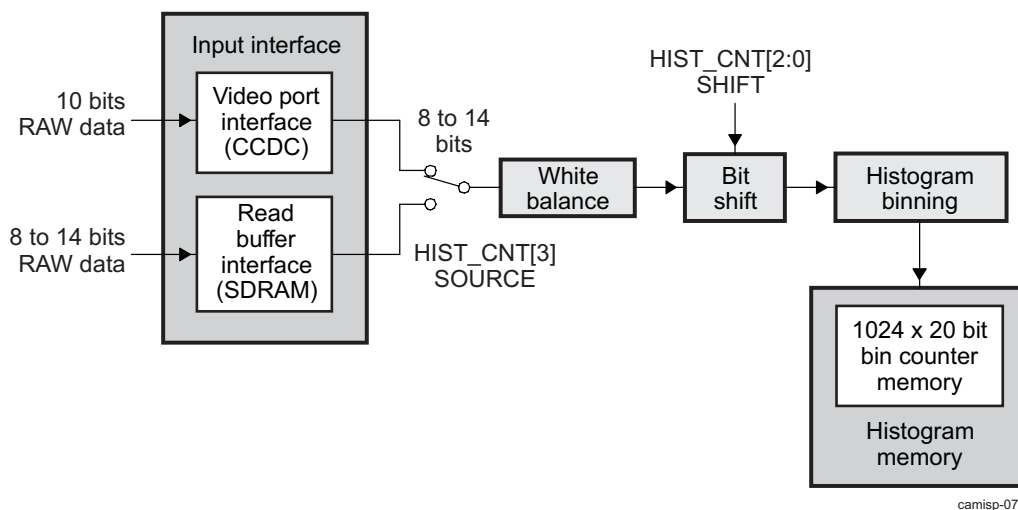 Input interface
10 bits
RAW data
Video port
interface
(CCDC)
8 to 14 bits
RAW data
Read
buffer
interface
(SDRAM)
8 to 14
bits
HIST_CNT[3]
SOURCE
White
balance
HIST_CNT[2:0]
SHIFT
Bit
shift
Histogram
binning
1024 x 20 bit
bin counter
memory
Histogram
memory
camisp-07